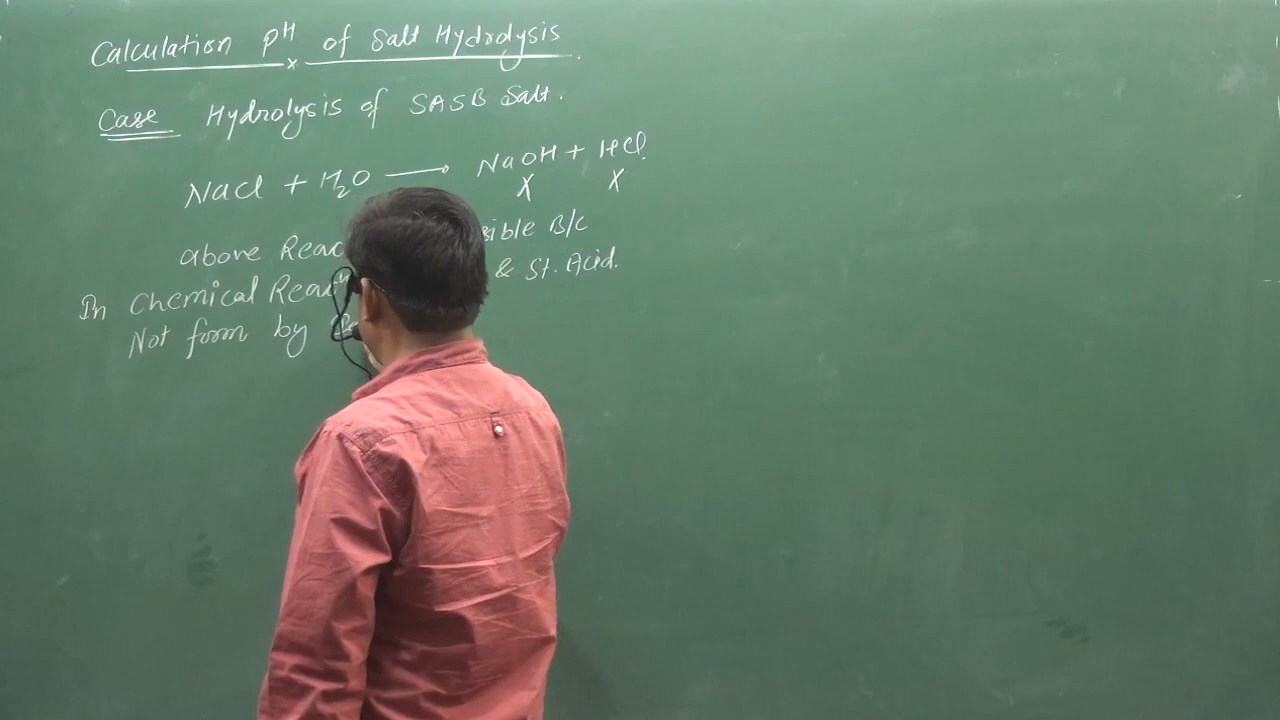 Calculation pH of Salt Hydrolysis
Case Hydrolysis of SASB Salt.
NaCl + H2O ⟶ NaOH + HCl
X X
above Reac sible B/c
In Chemical React & St. Acid.
Not form by